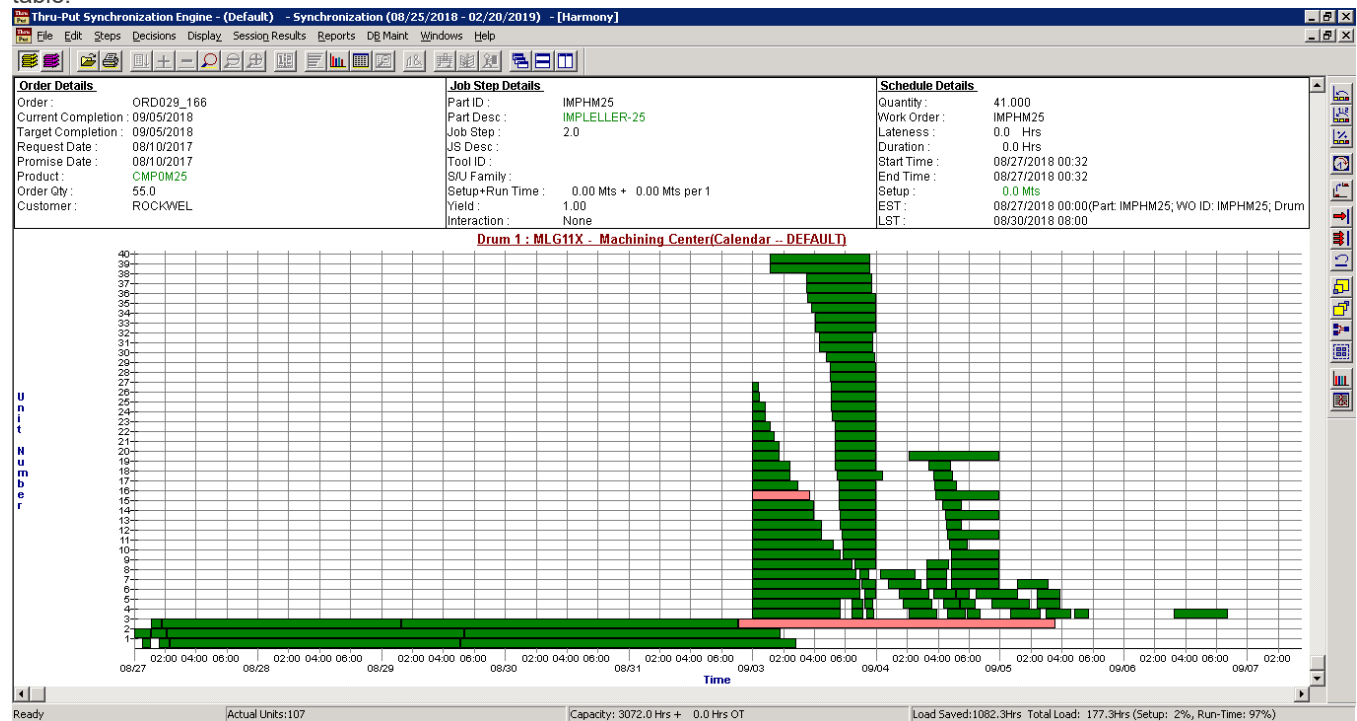 table.
Thru-Put Synchronization Engine - (Default) - Synchronization (08/25/2018 - 02/20/2019) - [Harmony]
File Edit Steps Decisions Display Session Results Reports DB Maint Windows Help
Order Details
Order : ORD029_166
Current Completion : 09/05/2018
Target Completion : 09/05/2018
Request Date : 08/10/2017
Promise Date : 08/10/2017
Product : CMP0M25
Order Qty : 55.0
Customer : ROCKWEL
Job Step Details
Part ID : IMPHM25
Part Desc : IMPLELLER-25
Job Step : 2.0
JS Desc :
Tool ID :
S/U Family :
Setup+Run Time : 0.00 Mts + 0.00 Mts per 1
Yield : 1.00
Interaction : None
Schedule Details
Quantity : 41.000
Work Order : IMPHM25
Lateness : 0.0 Hrs
Duration : 0.0 Hrs
Start Time : 08/27/2018 00:32
End Time : 08/27/2018 00:32
Setup : 0.0 Mts
EST : 08/27/2018 00:00(Part: IMPHM25; WO ID: IMPHM25; Drum
LST : 08/30/2018 08:00
Drum 1 : MLG11X - Machining Center(Calendar -- DEFAULT)
40
39
38
37
36
35
34
33
32
31
30
29
28
27
26
25
24
23
22
21
20
19
18
17
16
15
14
13
12
11
10
9
8
7
6
5
4
3
2
1
Unit Number
02:00 04:00 06:00 02:00 04:00 06:00 02:00 04:00 06:00 02:00 04:00 06:00 02:00 04:00 06:00 02:00 04:00 06:00 02:00 04:00 06:00 02:00 04:00 06:00 02:00 04:00 06:00 02:00
08/27 08/28 08/29 08/30 08/31 09/03 09/04 09/05 09/06 09/07
Time
Ready Actual Units:107 Capacity: 3072.0 Hrs + 0.0 Hrs OT Load Saved:1082.3Hrs Total Load: 177.3Hrs (Setup: 2%, Run-Time: 97%)